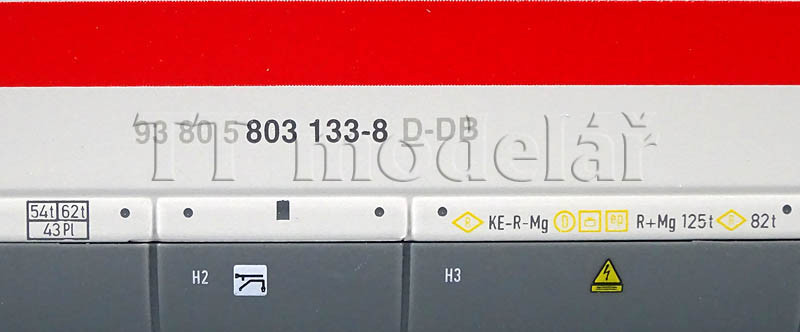 93 80 5 803 133-8 D-DB
TT modelář
54t 62t
43 Pl
R KE-R-Mg D ep R+Mg 125t R 82t
H2 H3